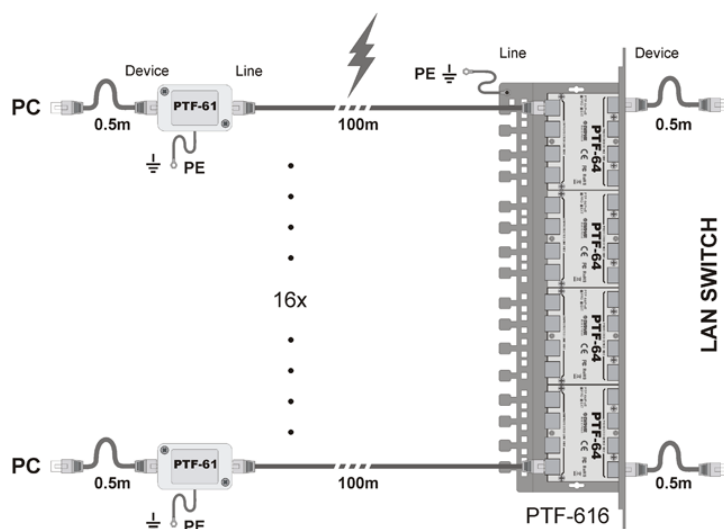 Line
Device
Device
Line
PE
PC
PTF-61
0.5m
100m
0.5m
PE
PTF-64
PTF-64
16x
LAN SWITCH
PTF-64
PTF-64
PC
PTF-61
0.5m
100m
0.5m
PE
PTF-616